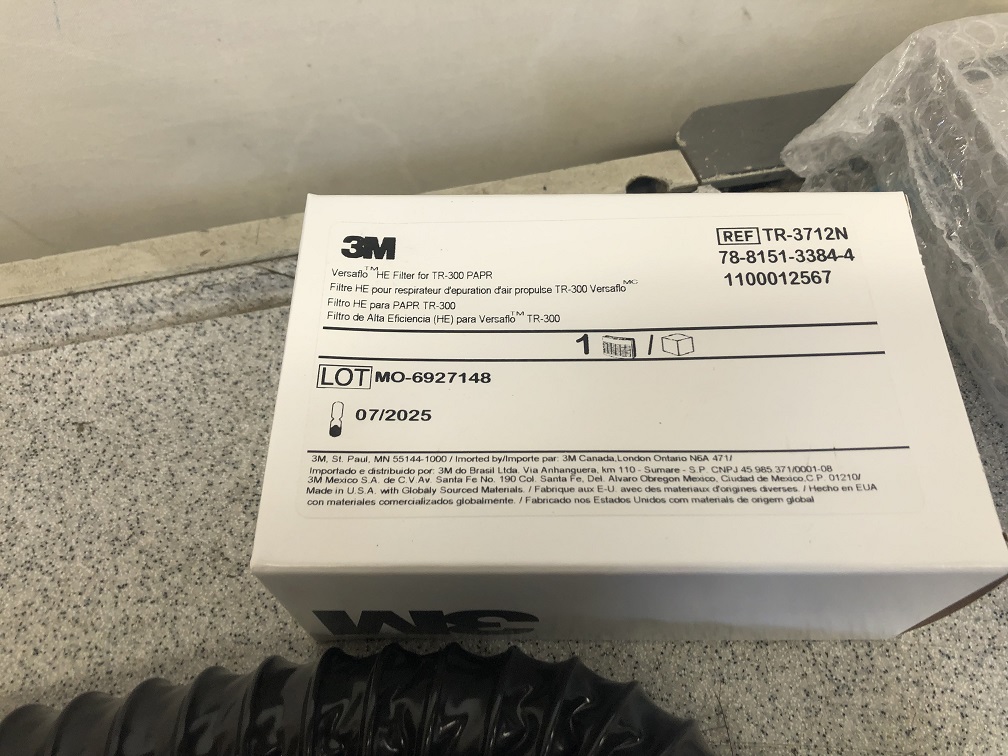 3M
REF TR-3712N
78-8151-3384-4
1100012567
Versaflo™ HE Filter for TR-300 PAPR
Filtre HE pour respirateur d'epuration d'air propulse TR-300 Versaflo MC
Filtro HE para PAPR TR-300
Filtro de Alta Eficiencia (HE) para Versaflo™ TR-300
1 /
LOT MO-6927148
07/2025
3M, St. Paul, MN 55144-1000 / Imorted by/Importe par: 3M Canada,London Ontario N6A 471/
Importado e distribuido por: 3M do Brasil Ltda. Via Anhanguera, km 110 - Sumare - S.P. CNPJ 45.985.371/0001-08
3M Mexico S.A. de C.V.Av. Santa Fe No. 190 Col. Santa Fe, Del. Alvaro Obregon Mexico, Ciudad de Mexico.C.P. 01210/
Made in U.S.A. with Globaly Sourced Materials. / Fabrique aux E-U. avec des materiaux d'origines diverses. / Hecho en EUA
con materiales comercializados globalmente. / Fabricado nos Estados Unidos com materials de origem global
3M